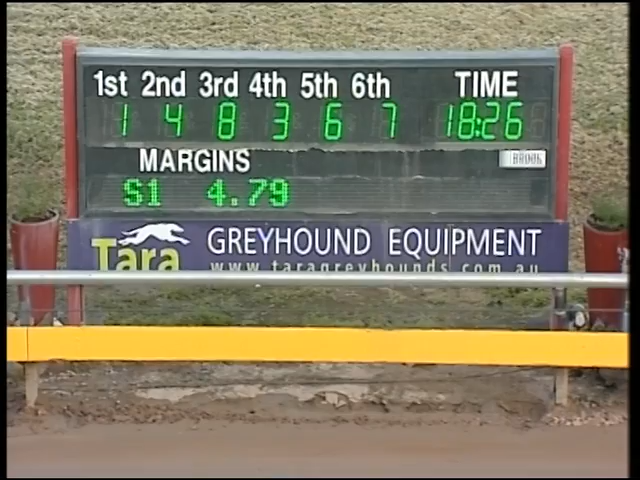 1st 2nd 3rd 4th 5th 6th TIME
1 4 8 3 6 7 18:26
MARGINS BROOK
S1 4.79
Tara GREYHOUND EQUIPMENT
www.taragreyhounds.com.au